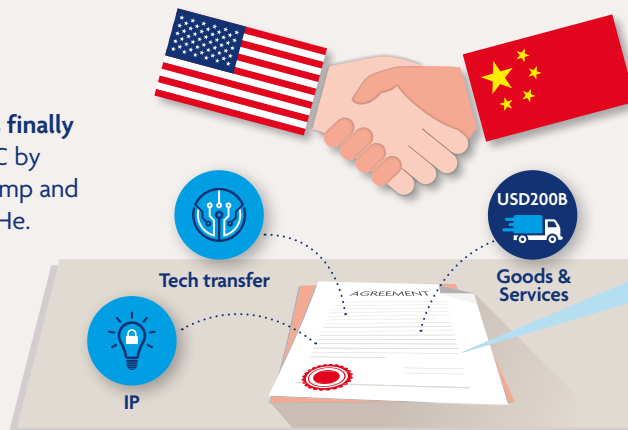 finally
C by
mp and
He.
USD200B
Tech transfer
Goods &
Services
AGREEMENT
IP